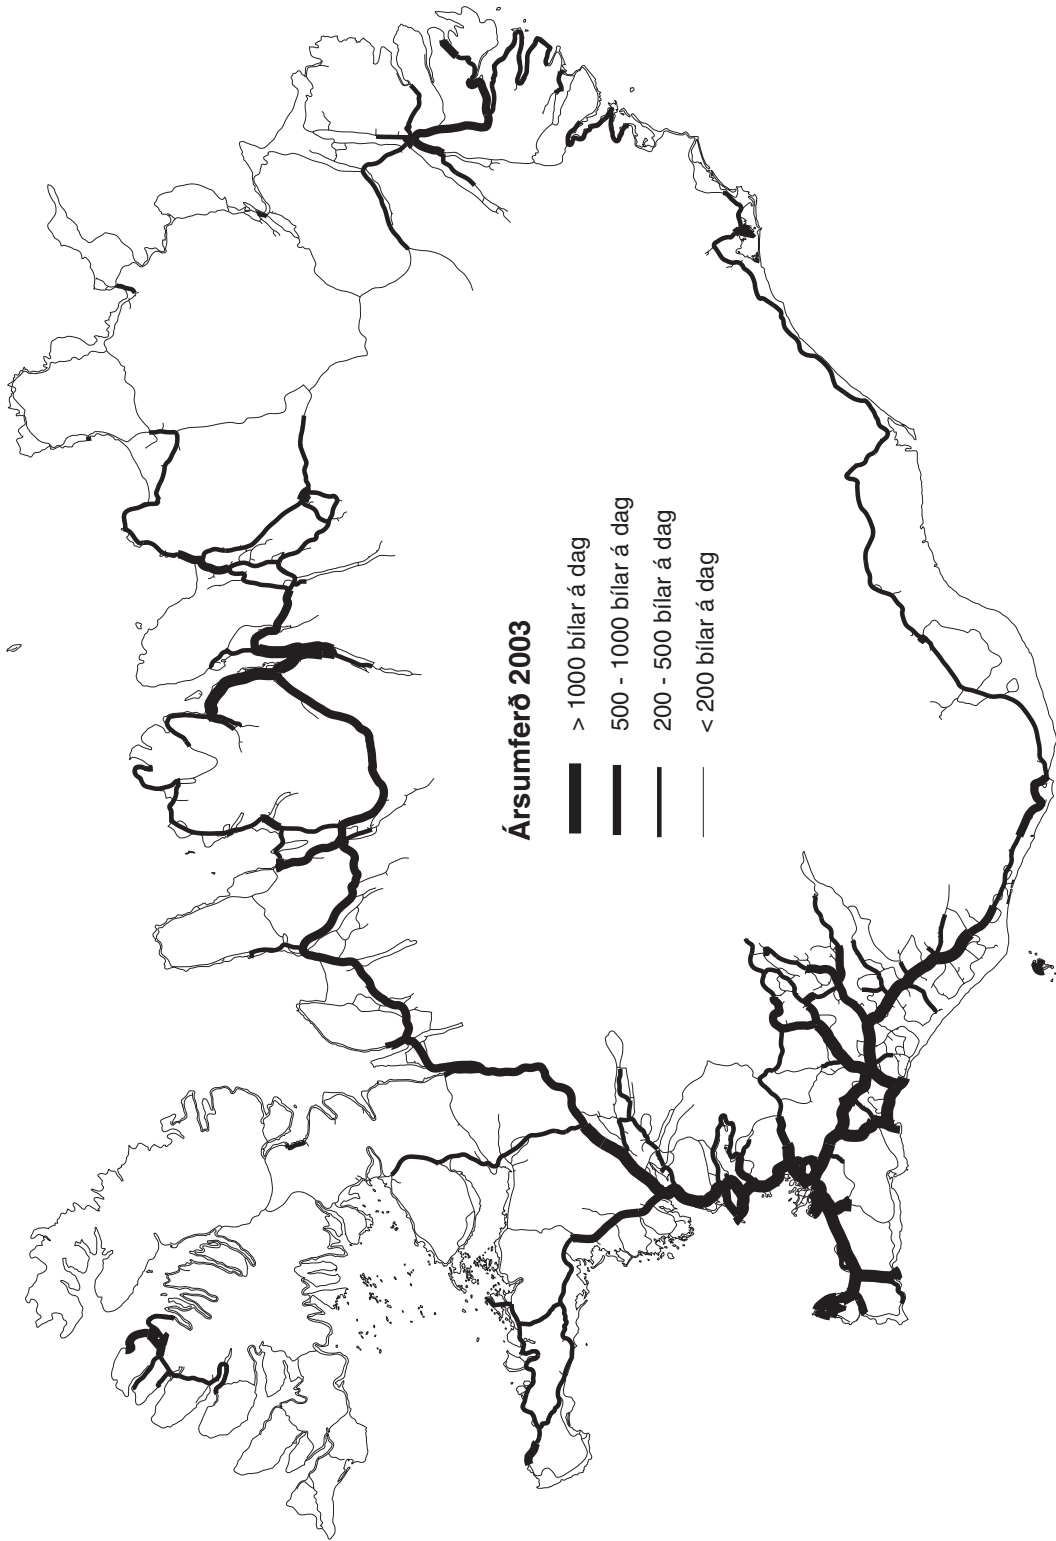 Ársumferð 2003
> 1000 bílar á dag
500 - 1000 bílar á dag
200 - 500 bílar á dag
< 200 bílar á dag